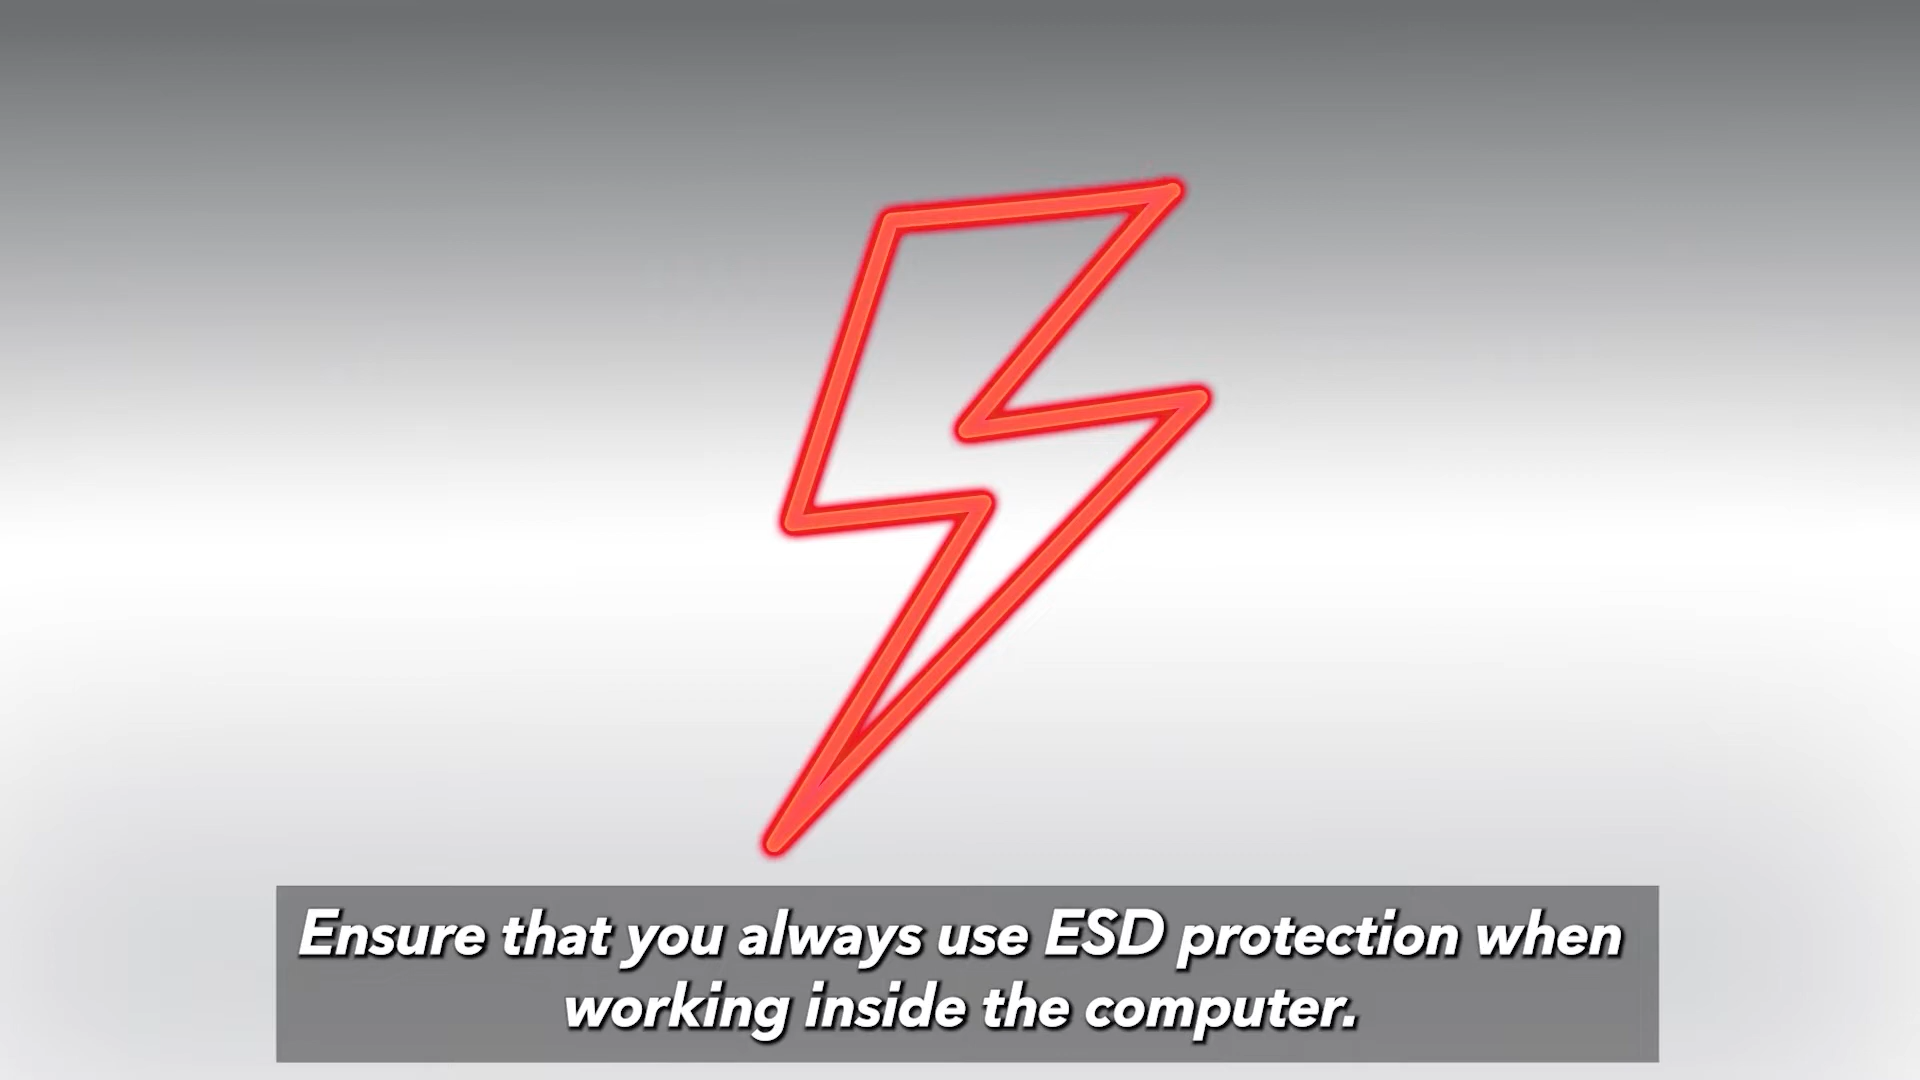 Ensure that you always use ESD protection when
working inside the computer.